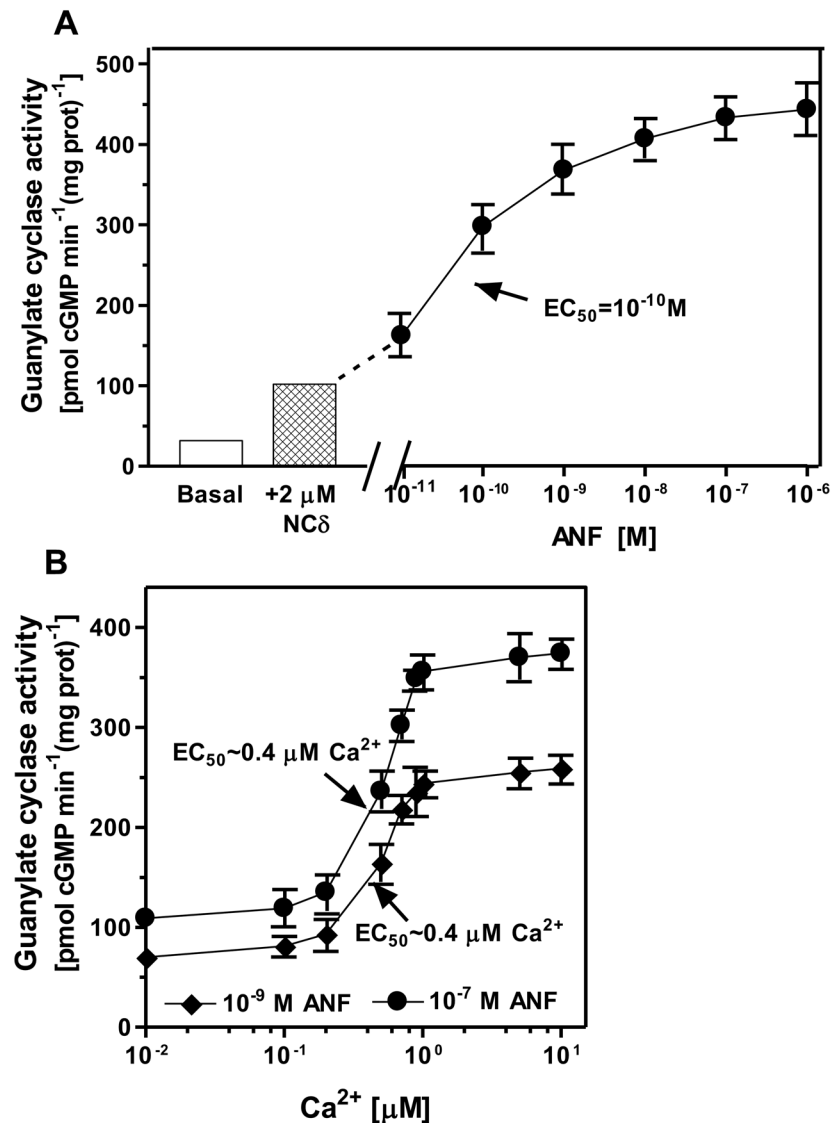 A
Guanylate cyclase activity
[pmol cGMP min⁻¹(mg prot)⁻¹]
500
400
300
200
100
0
EC₅₀=10⁻¹⁰M
Basal
+2 μM
NCδ
10⁻¹¹ 10⁻¹⁰ 10⁻⁹ 10⁻⁸ 10⁻⁷ 10⁻⁶
ANF [M]
B
Guanylate cyclase activity
[pmol cGMP min⁻¹(mg prot)⁻¹]
400
300
200
100
0
EC₅₀~0.4 μM Ca²⁺
EC₅₀~0.4 μM Ca²⁺
10⁻⁹ M ANF 10⁻⁷ M ANF
10⁻² 10⁻¹ 10⁰ 10¹
Ca²⁺ [μM]